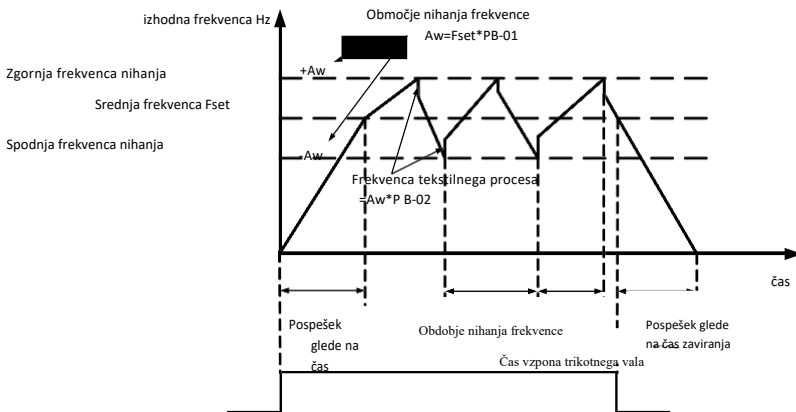 izhodna frekvenca Hz
Območje nihanja frekvence
Aw=Fset*PB-01
Zgornja frekvenca nihanja
+Aw
Srednja frekvenca Fset
Spodnja frekvenca nihanja
-Aw
Frekvenca tekstilnega procesa
=Aw*P B-02
čas
Pospešek glede na čas
Obdobje nihanja frekvence
Pospešek glede
na čas zaviranja
Čas vzpona trikotnega vala